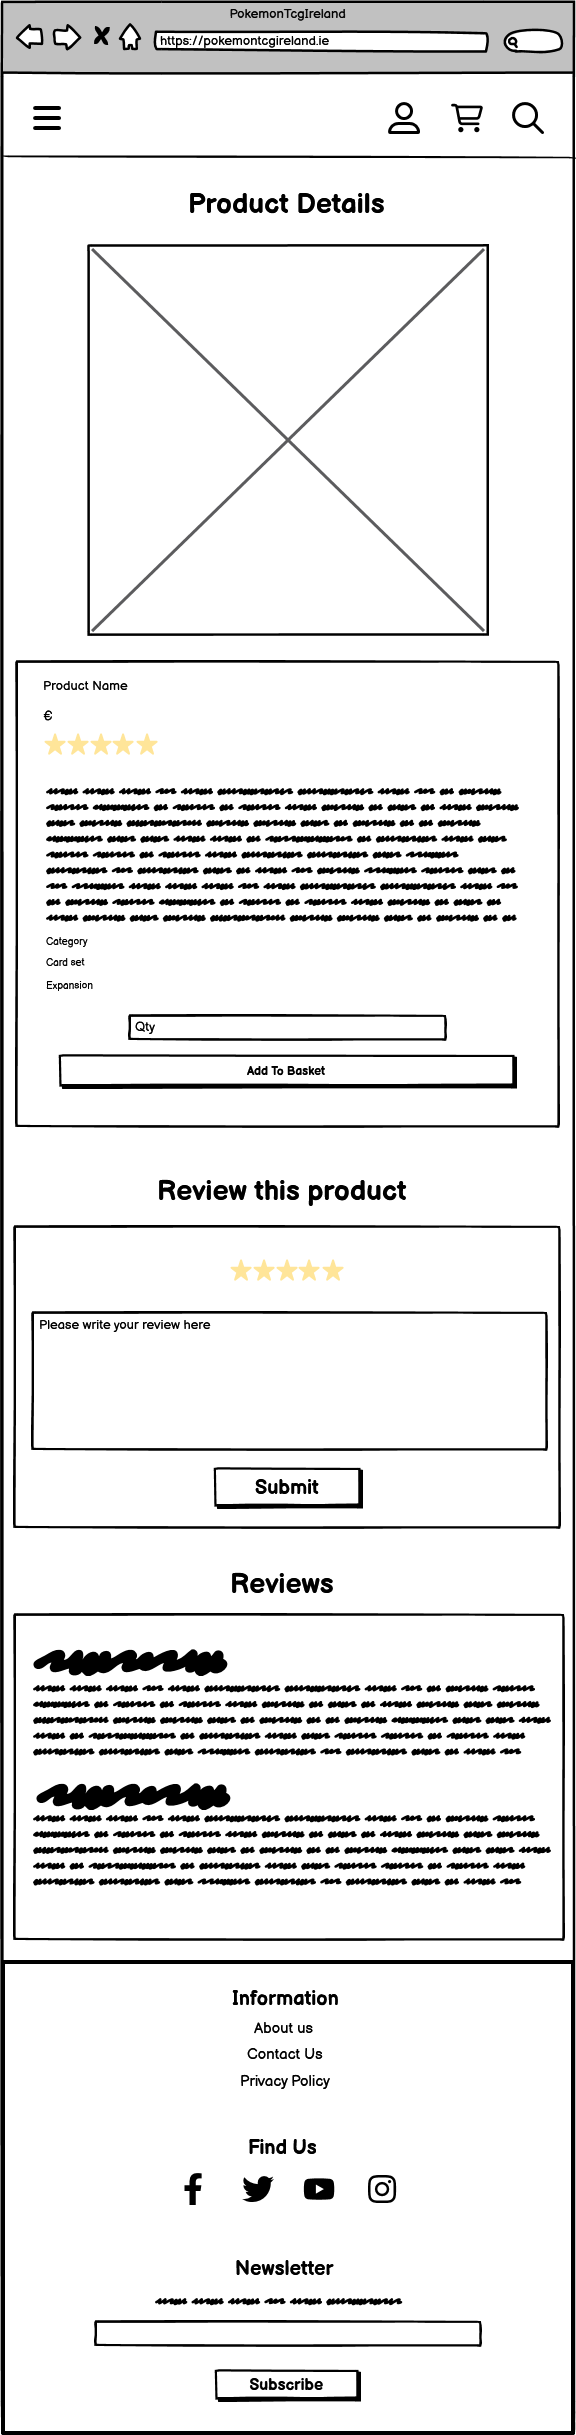 PokemonTcgIreland
https://pokemontcgireland.ie
Product Details
Product Name
€
Category
Card set
Expansion
Qty
Add To Basket
Review this product
Please write your review here
Submit
Reviews
Information
About us
Contact Us
Privacy Policy
Find Us
Newsletter
Subscribe